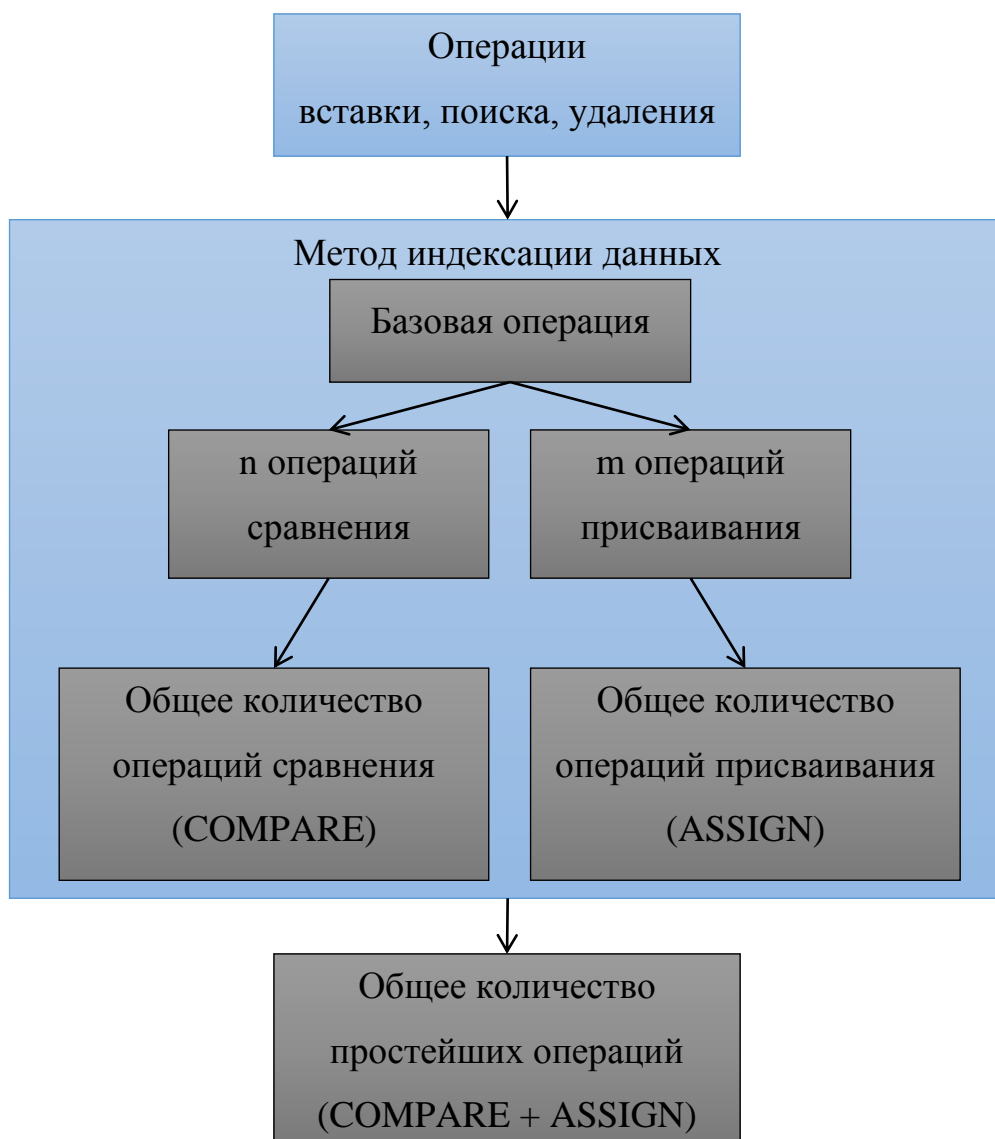 Операции
вставки, поиска, удаления
Метод индексации данных
Базовая операция
n операций
сравнения
m операций
присваивания
Общее количество
операций сравнения
(COMPARE)
Общее количество
операций присваивания
(ASSIGN)
Общее количество
простейших операций
(COMPARE + ASSIGN)